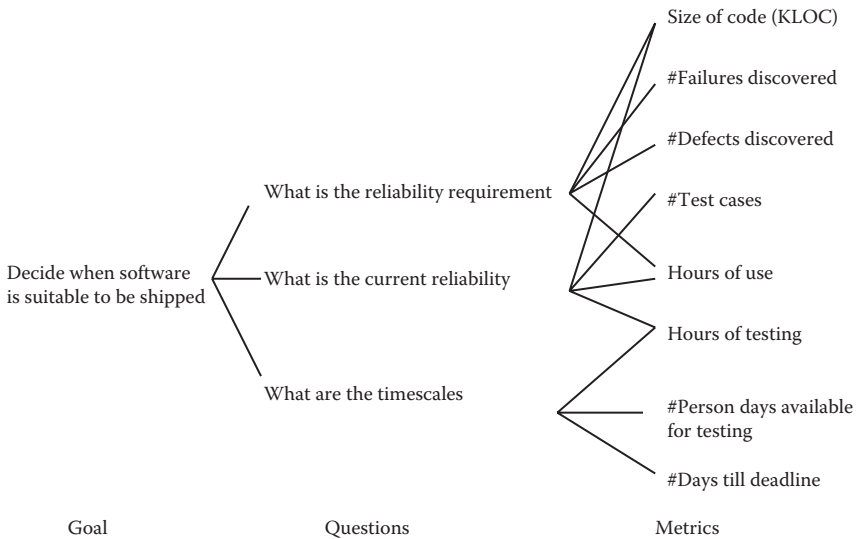 Size of code (KLOC)
#Failures discovered
#Defects discovered
What is the reliability requirement
#Test cases
Decide when software
is suitable to be shipped
What is the current reliability
Hours of use
Hours of testing
What are the timescales
#Person days available
for testing
#Days till deadline
Goal
Questions
Metrics